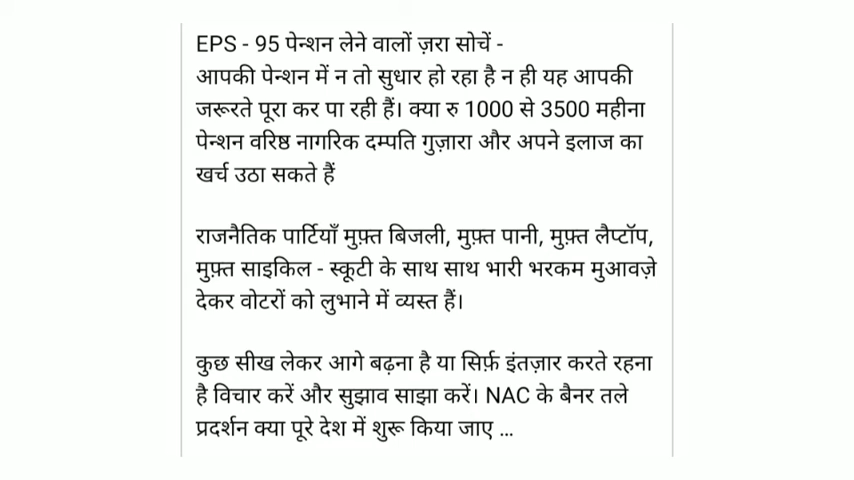 EPS - 95 पेन्शन लेने वालों ज़रा सोचें -
आपकी पेन्शन में न तो सुधार हो रहा है न ही यह आपकी
जरूरते पूरा कर पा रही हैं। क्या रु 1000 से 3500 महीना
पेन्शन वरिष्ठ नागरिक दम्पति गुज़ारा और अपने इलाज का
खर्च उठा सकते हैं
राजनैतिक पार्टियाँ मुफ़्त बिजली, मुफ़्त पानी, मुफ़्त लैप्टॉप,
मुफ़्त साइकिल - स्कूटी के साथ साथ भारी भरकम मुआवज़े
देकर वोटरों को लुभाने में व्यस्त हैं।
कुछ सीख लेकर आगे बढ़ना है या सिर्फ़ इंतज़ार करते रहना
है विचार करें और सुझाव साझा करें। NAC के बैनर तले
प्रदर्शन क्या पूरे देश में शुरू किया जाए ...